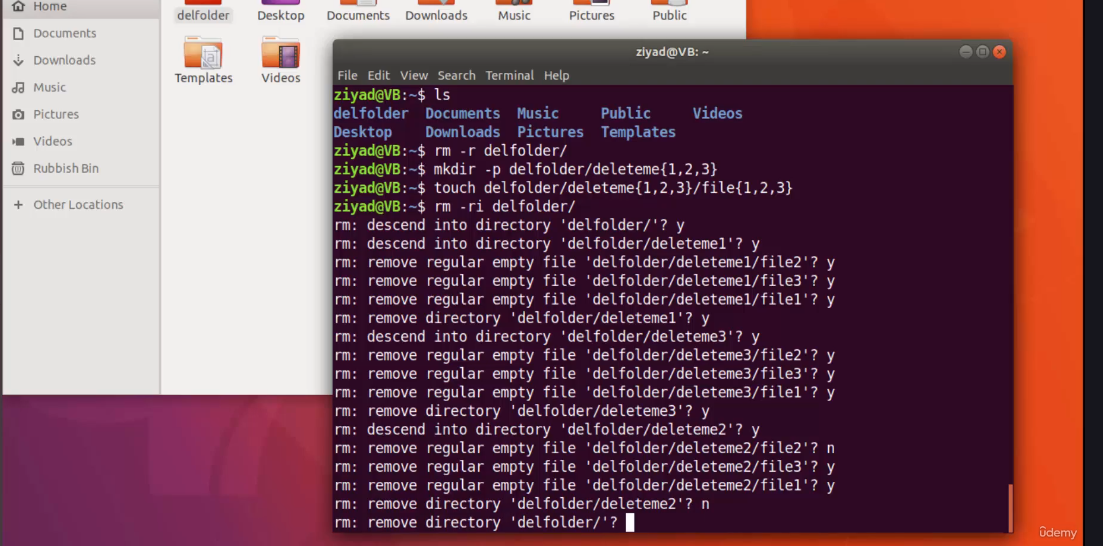 Home
delfolder Desktop Documents Downloads Music Pictures Public
Documents
Downloads
Templates Videos
Music
Pictures
Videos
Rubbish Bin
Other Locations
ziyad@VB: ~
File Edit View Search Terminal Help
ziyad@VB:~$ ls
delfolder Documents Music Public Videos
Desktop Downloads Pictures Templates
ziyad@VB:~$ rm -r delfolder/
ziyad@VB:~$ mkdir -p delfolder/deleteme{1,2,3}
ziyad@VB:~$ touch delfolder/deleteme{1,2,3}/file{1,2,3}
ziyad@VB:~$ rm -ri delfolder/
rm: descend into directory 'delfolder/'? y
rm: descend into directory 'delfolder/deleteme1'? y
rm: remove regular empty file 'delfolder/deleteme1/file2'? y
rm: remove regular empty file 'delfolder/deleteme1/file3'? y
rm: remove regular empty file 'delfolder/deleteme1/file1'? y
rm: remove directory 'delfolder/deleteme1'? y
rm: descend into directory 'delfolder/deleteme3'? y
rm: remove regular empty file 'delfolder/deleteme3/file2'? y
rm: remove regular empty file 'delfolder/deleteme3/file3'? y
rm: remove regular empty file 'delfolder/deleteme3/file1'? y
rm: remove directory 'delfolder/deleteme3'? y
rm: descend into directory 'delfolder/deleteme2'? y
rm: remove regular empty file 'delfolder/deleteme2/file2'? n
rm: remove regular empty file 'delfolder/deleteme2/file3'? y
rm: remove regular empty file 'delfolder/deleteme2/file1'? y
rm: remove directory 'delfolder/deleteme2'? n
rm: remove directory 'delfolder/'?
ûdemy